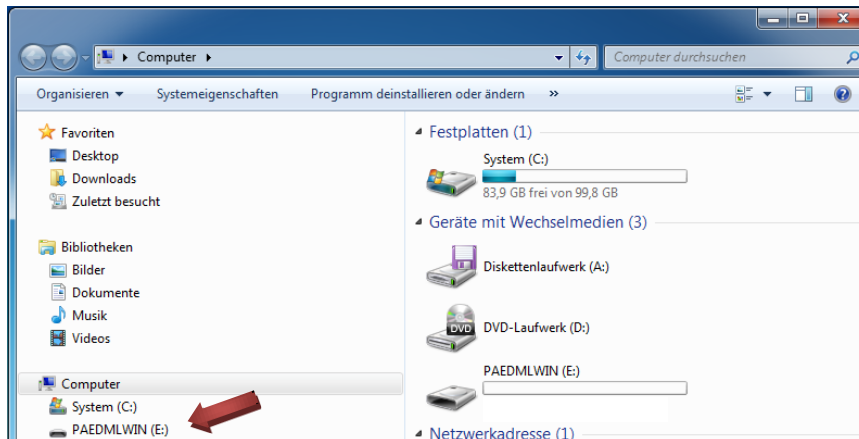 Computer
Computer durchsuchen
Organisieren
Systemeigenschaften
Programm deinstallieren oder ändern
»
Favoriten
Desktop
Downloads
Zuletzt besucht
Bibliotheken
Bilder
Dokumente
Musik
Videos
Computer
System (C:)
PAEDMLWIN (E:)
Festplatten (1)
System (C:)
83,9 GB frei von 99,8 GB
Geräte mit Wechselmedien (3)
Diskettenlaufwerk (A:)
DVD
DVD-Laufwerk (D:)
PAEDMLWIN (E:)
Netzwerkadresse (1)